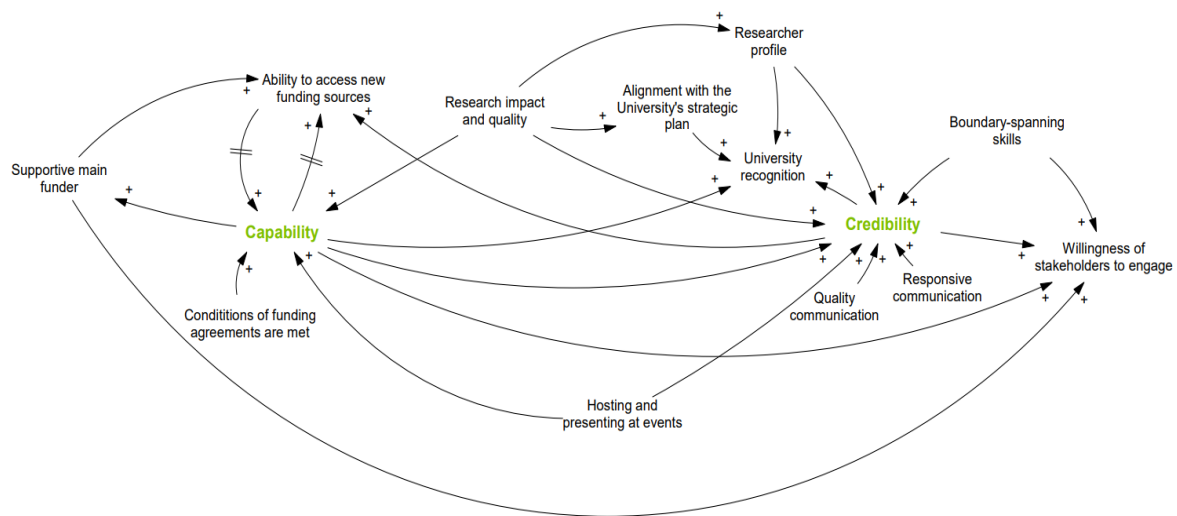 Researcher
profile
Ability to access new
funding sources
Research impact
and quality
Alignment with the
University's strategic
plan
Boundary-spanning
skills
Supportive main
funder
University
recognition
Capability
Credibility
Willingness of
stakeholders to engage
Responsive
communication
Quality
communication
Condititions of funding
agreements are met
Hosting and
presenting at events